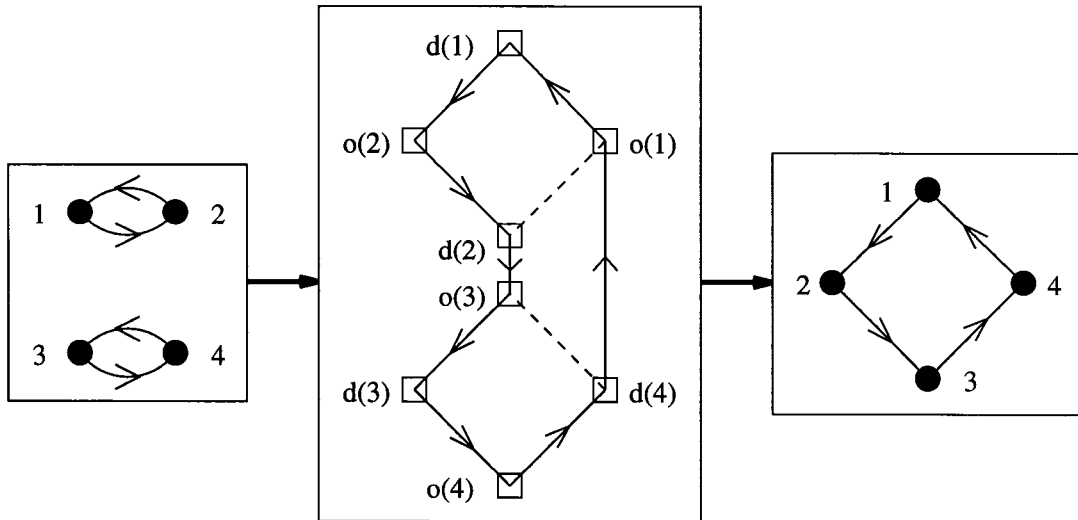 1 2
3 4
d(1)
o(2) o(1)
d(2)
o(3)
d(3) d(4)
o(4)
1
2 4
3